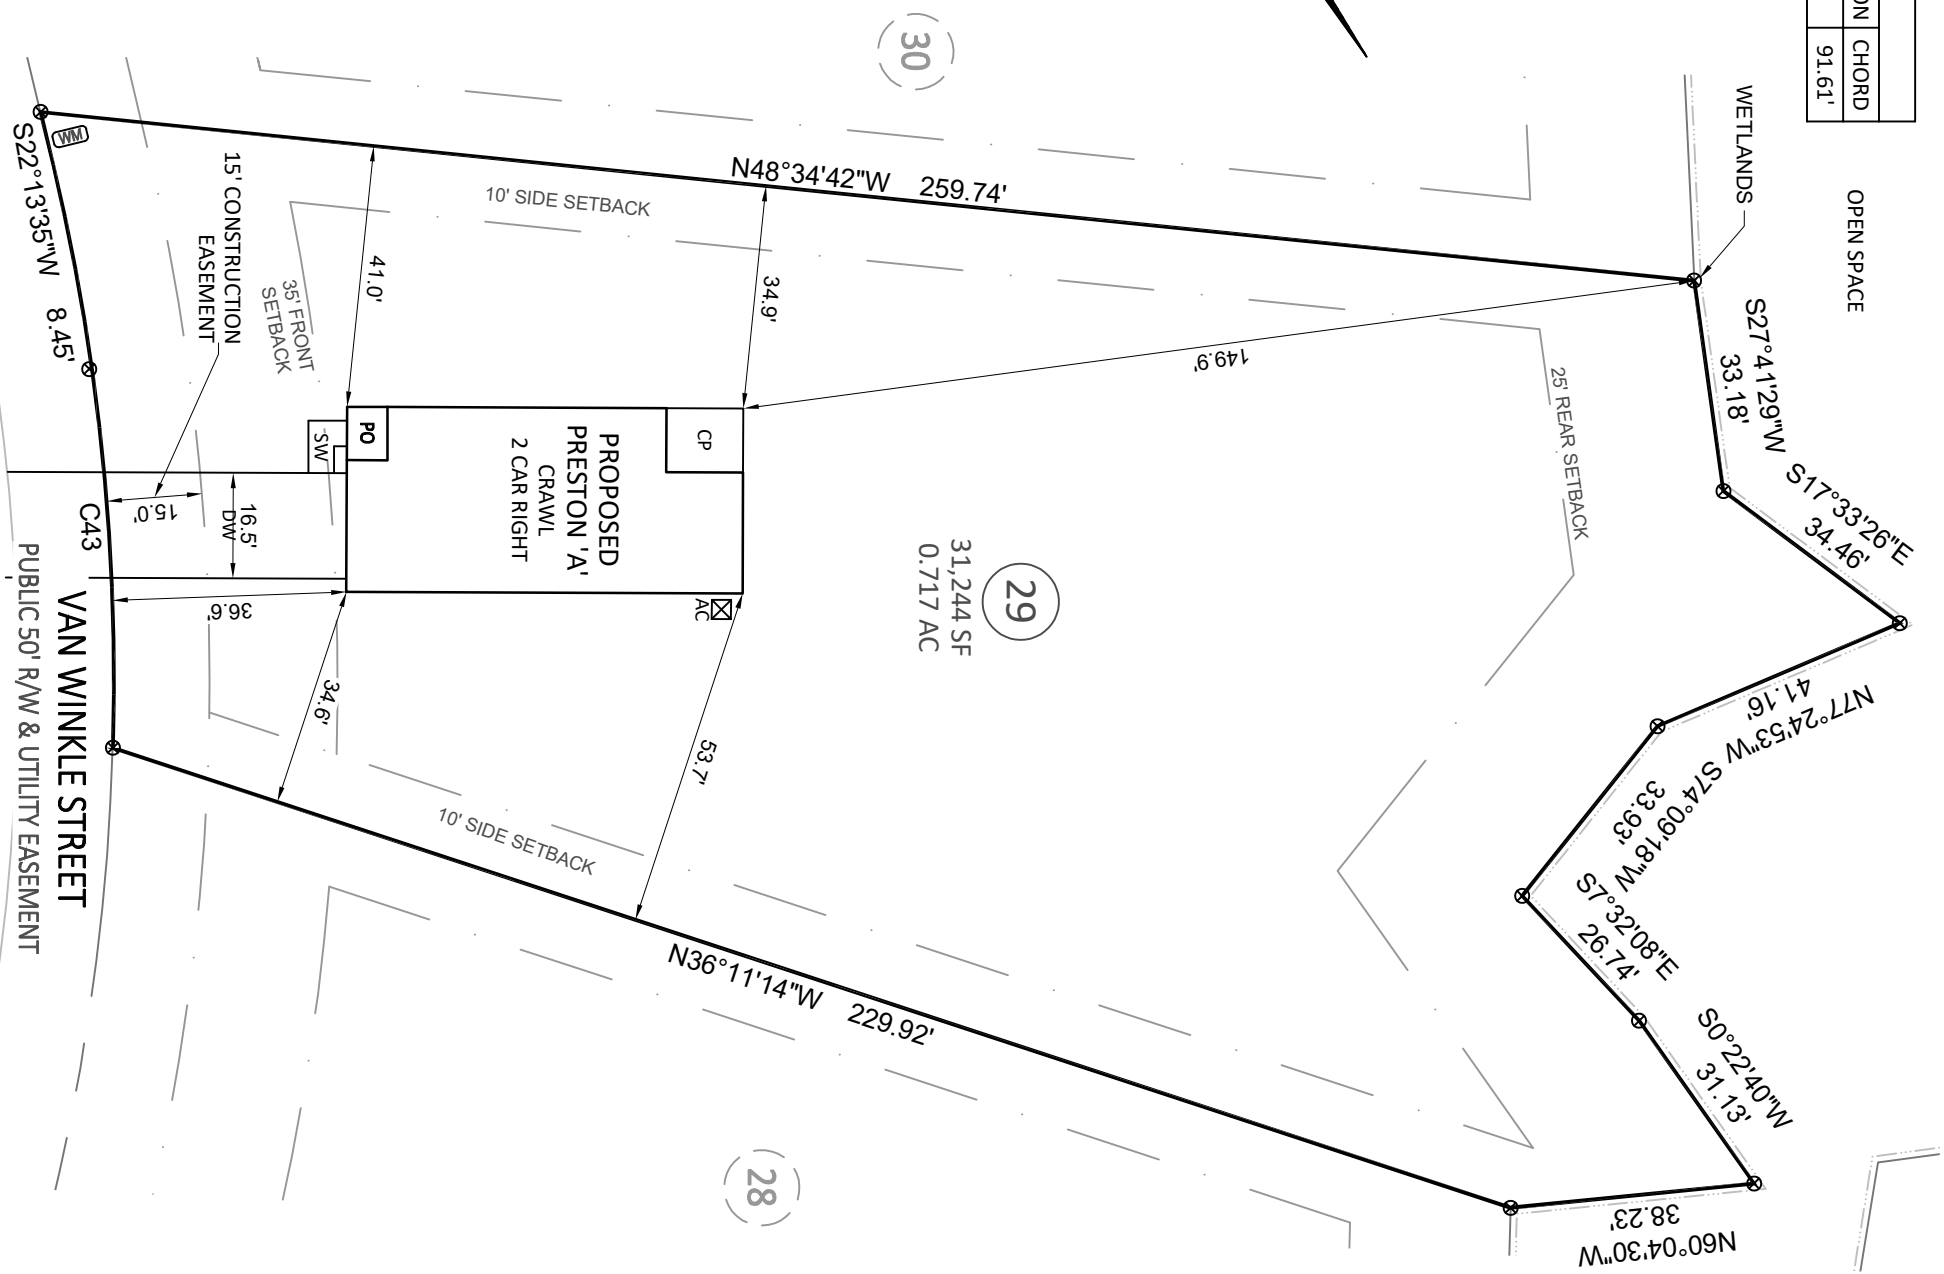 ON
CHORD
91.61'
30
WETLANDS
OPEN SPACE
N48°34'42"W 259.74'
10' SIDE SETBACK
WM
S22°13'35"W 8.45'
15' CONSTRUCTION
EASEMENT
35' FRONT
SETBACK
41.0'
34.9'
149.9'
S27°41'29"W
33.18'
25' REAR SETBACK
S17°33'26"E
34.46'
N77°24'53"W
41.16'
S74°09'18"W
33.93'
S7°32'08"E
26.74'
S0°22'40"W
31.13'
N60°04'30"W
38.23'
PO
SW
CP
PROPOSED
PRESTON 'A'
CRAWL
2 CAR RIGHT
AC
29
31,244 SF
0.717 AC
16.5'
DW
15.0'
C43
36.6'
34.6'
53.7'
10' SIDE SETBACK
N36°11'14"W 229.92'
28
VAN WINKLE STREET
PUBLIC 50' R/W & UTILITY EASEMENT